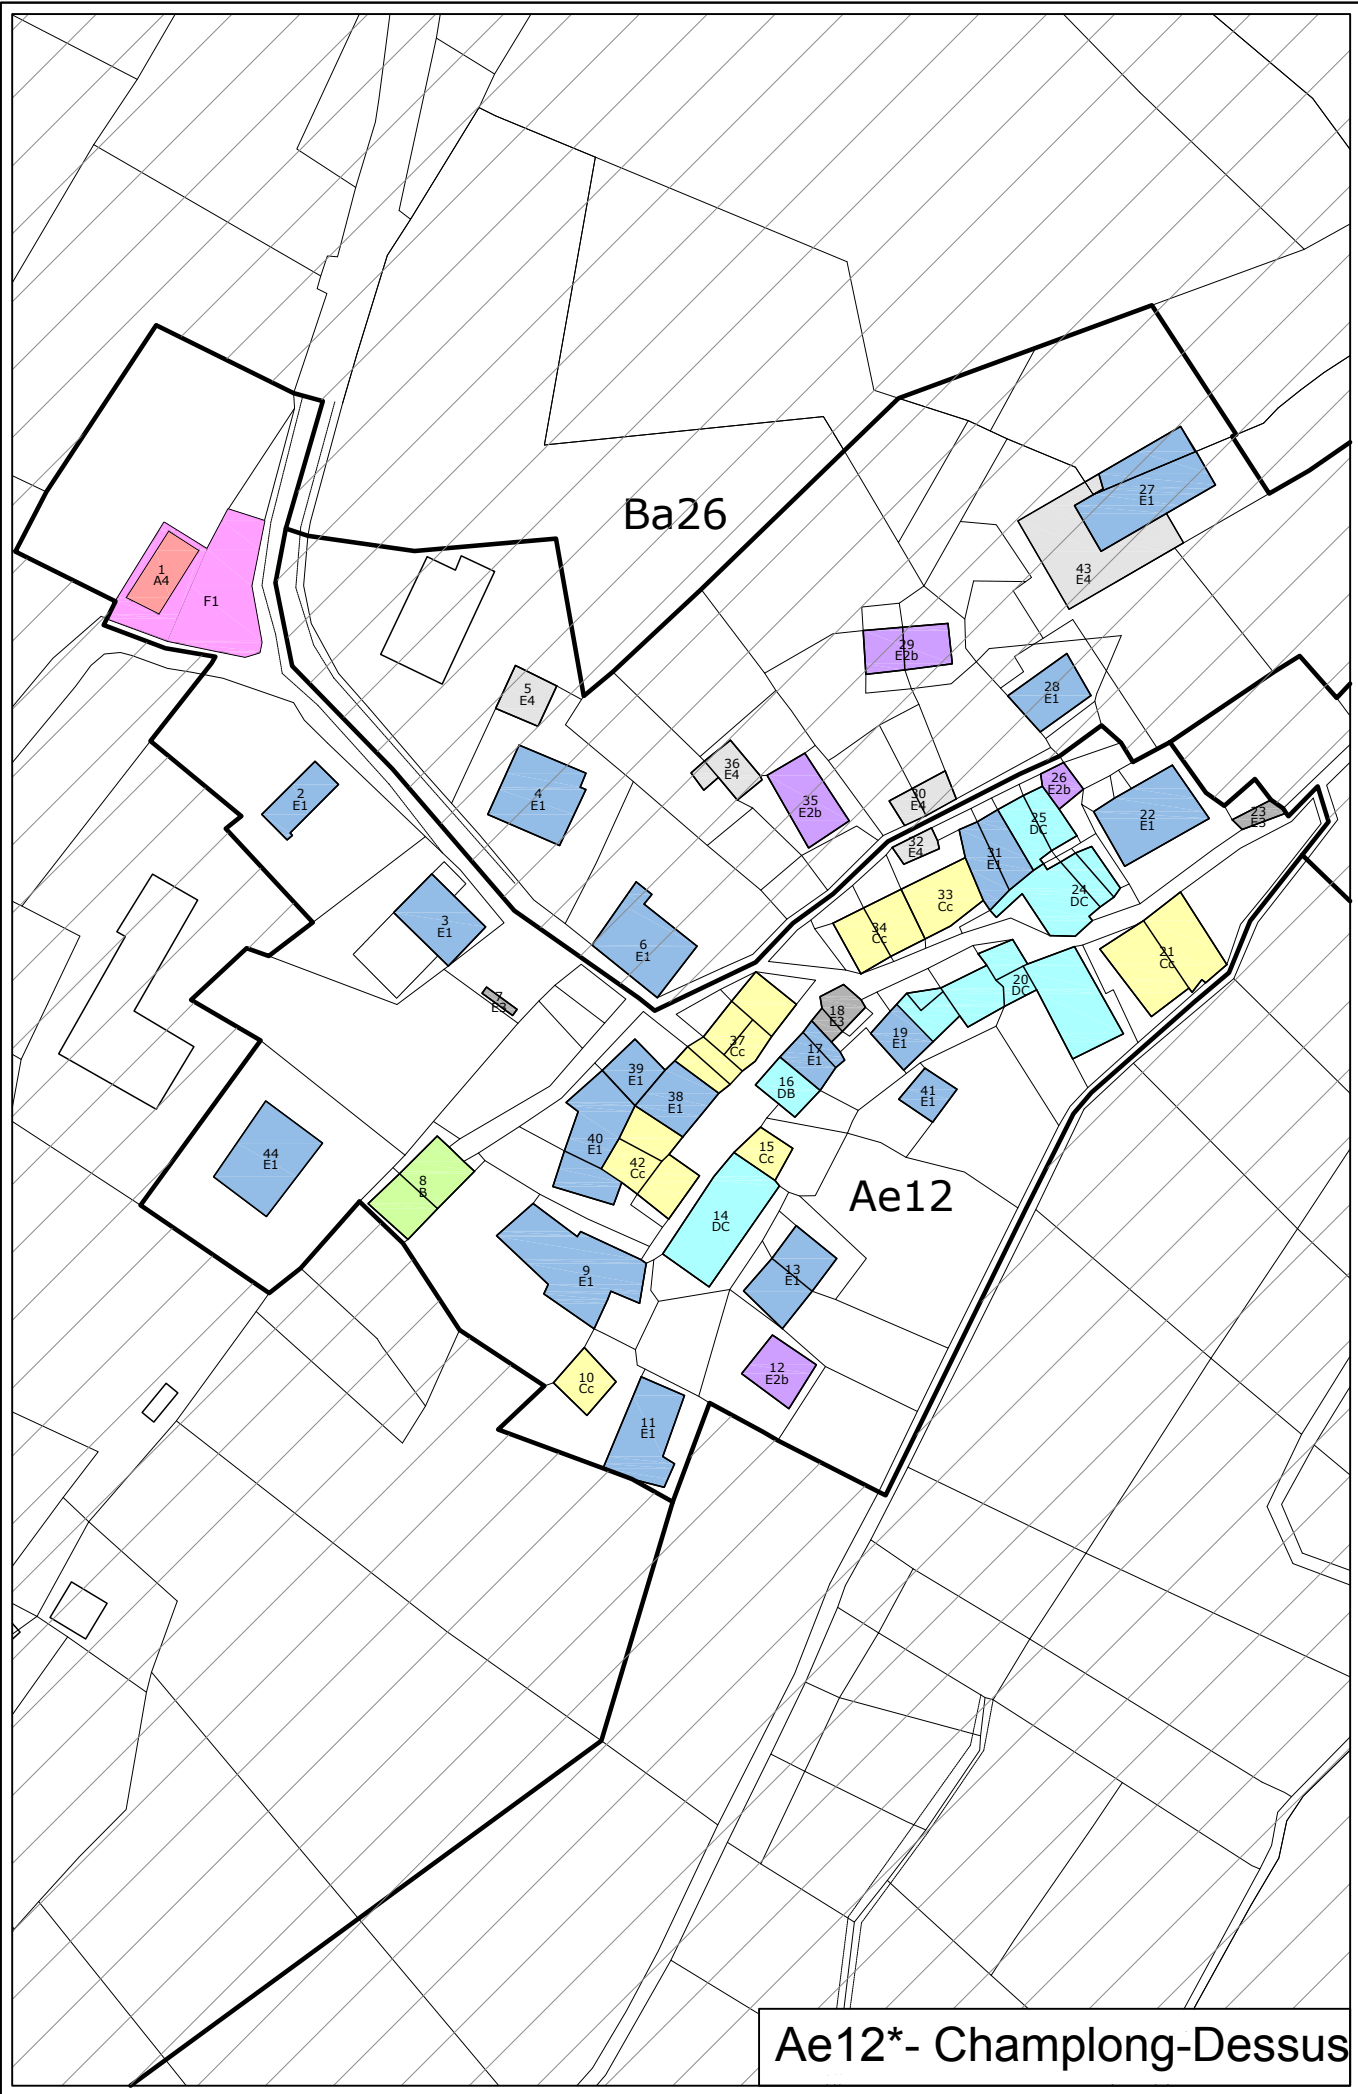 27
E1
Ba26
1
A4
43
E4
F1
29
E2b
5
E4
28
E1
36
E4
26
E2b
2
E1
4
E1
35
E2b
30
E4
25
DC
22
E1
23
E3
32
E4
31
E1
24
DC
33
Cc
3
E1
34
Cc
6
E1
21
Cc
20
DC
7
E3
18
E3
19
E1
37
Cc
17
E1
39
E1
16
DB
38
E1
41
E1
40
E1
15
Cc
44
E1
42
Cc
8
B
Ae12
14
DC
9
E1
13
E1
12
E2b
10
Cc
11
E1
Ae12*- Champlong-Dessus